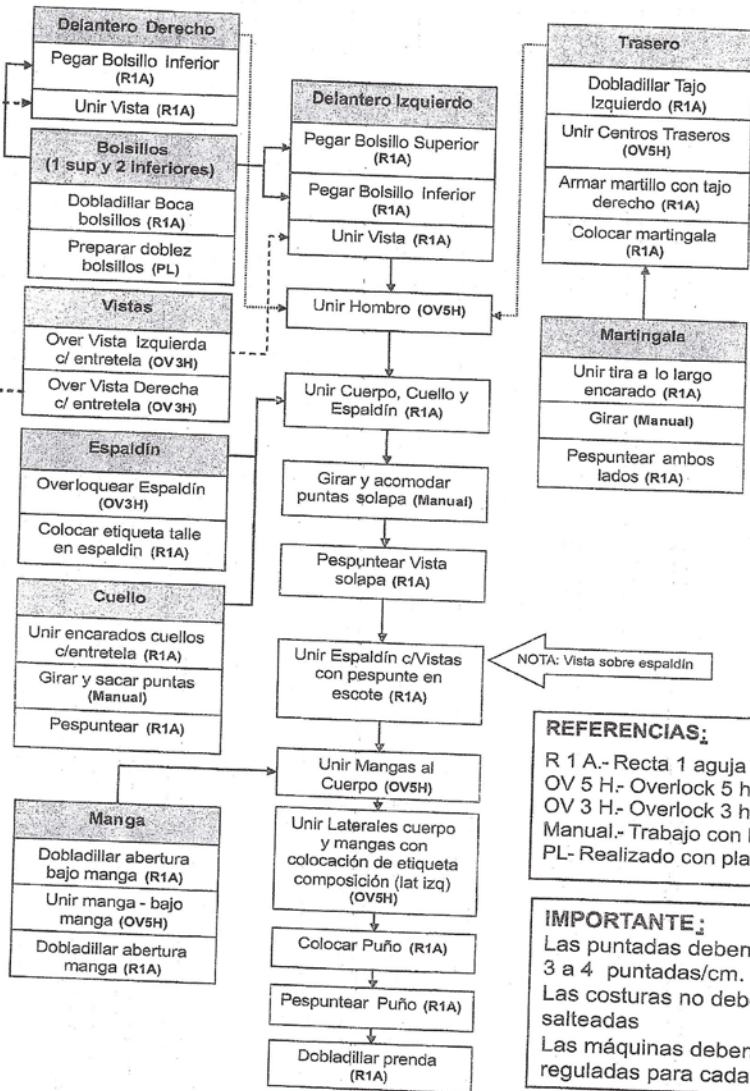 Delantero Derecho
Pegar Bolsillo Inferior
(R1A)
Unir Vista (R1A)
Bolsillos
(1 sup y 2 inferiores)
Dobladillar Boca
bolsillos (R1A)
Preparar doblez
bolsillos (PL)
Vistas
Over Vista Izquierda
c/ entretela (OV3H)
Over Vista Derecha
c/ entretela (OV3H)
Espaldín
Overloquear Espaldín
(OV3H)
Colocar etiqueta talle
en espaldin (R1A)
Cuello
Unir encarados cuellos
c/entretela (R1A)
Girar y sacar puntas
(Manual)
Pespuntear (R1A)
Manga
Dobladillar abertura
bajo manga (R1A)
Unir manga - bajo
manga (OV5H)
Dobladillar abertura
manga (R1A)
Delantero Izquierdo
Pegar Bolsillo Superior
(R1A)
Pegar Bolsillo Inferior
(R1A)
Unir Vista (R1A)
Unir Hombro (OV5H)
Unir Cuerpo, Cuello y
Espaldín (R1A)
Girar y acomodar
puntas solapa (Manual)
Pespuntear Vista
solapa (R1A)
Unir Espaldín c/Vistas
con pespunte en
escote (R1A)
Unir Mangas al
Cuerpo (OV5H)
Unir Laterales cuerpo
y mangas con
colocación de etiqueta
composición (lat izq)
(OV5H)
Colocar Puño (R1A)
Pespuntear Puño (R1A)
Dobladillar prenda
(R1A)
Trasero
Dobladillar Tajo
Izquierdo (R1A)
Unir Centros Traseros
(OV5H)
Armar martillo con tajo
derecho (R1A)
Colocar martingala
(R1A)
Martingala
Unir tira a lo largo
encarado (R1A)
Girar (Manual)
Pespuntear ambos
lados (R1A)
NOTA: Vista sobre espaldín
REFERENCIAS:
R 1 A.- Recta 1 aguja
OV 5 H.- Overlock 5 h
OV 3 H.- Overlock 3 h
Manual.- Trabajo con
PL- Realizado con pla
IMPORTANTE:
Las puntadas deben
3 a 4 puntadas/cm.
Las costuras no deb
salteadas
Las máquinas deben
reguladas para cada